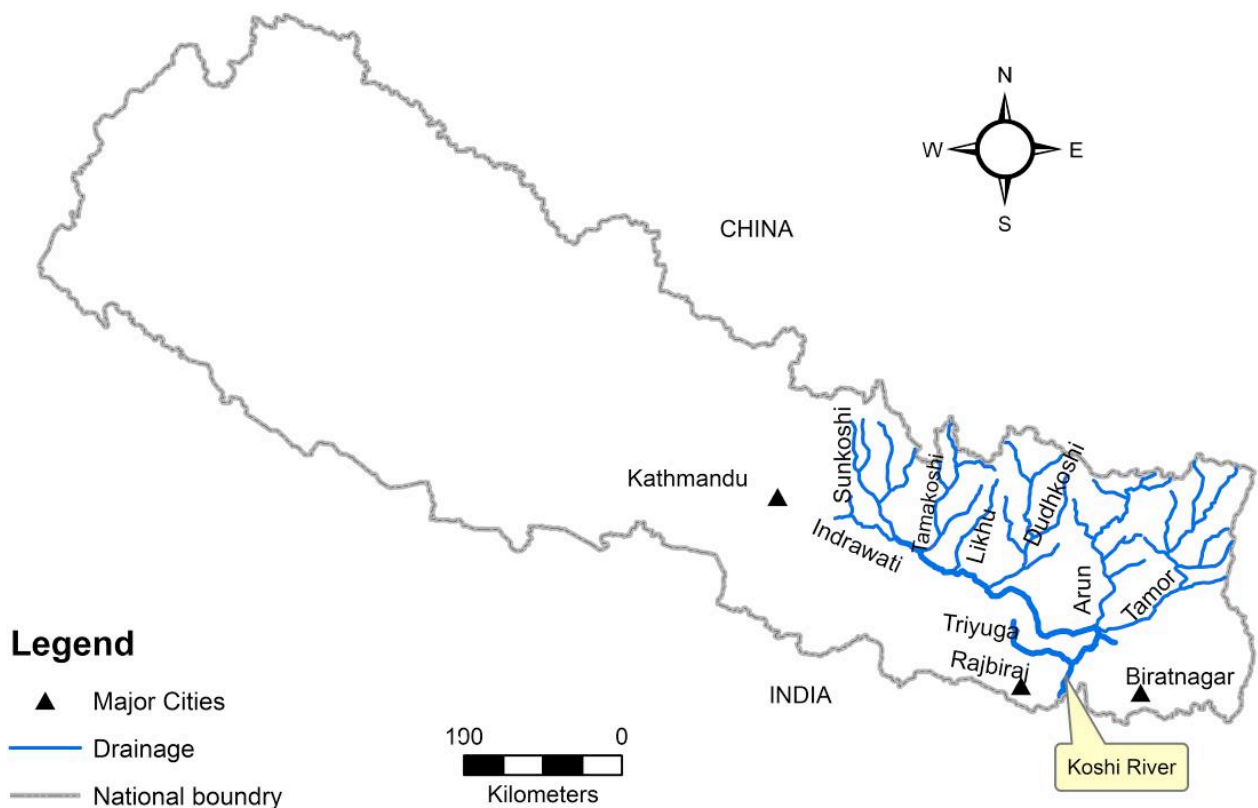 N
W
E
S
CHINA
Kathmandu
Sunkoshi
Indrawati
Tamakoshi
Likhu
Dudhkoshi
Arun
Tamor
Triyuga
Rajbiraj
Biratnagar
INDIA
Koshi River
Legend
Major Cities
Drainage
National boundry
100 0
Kilometers